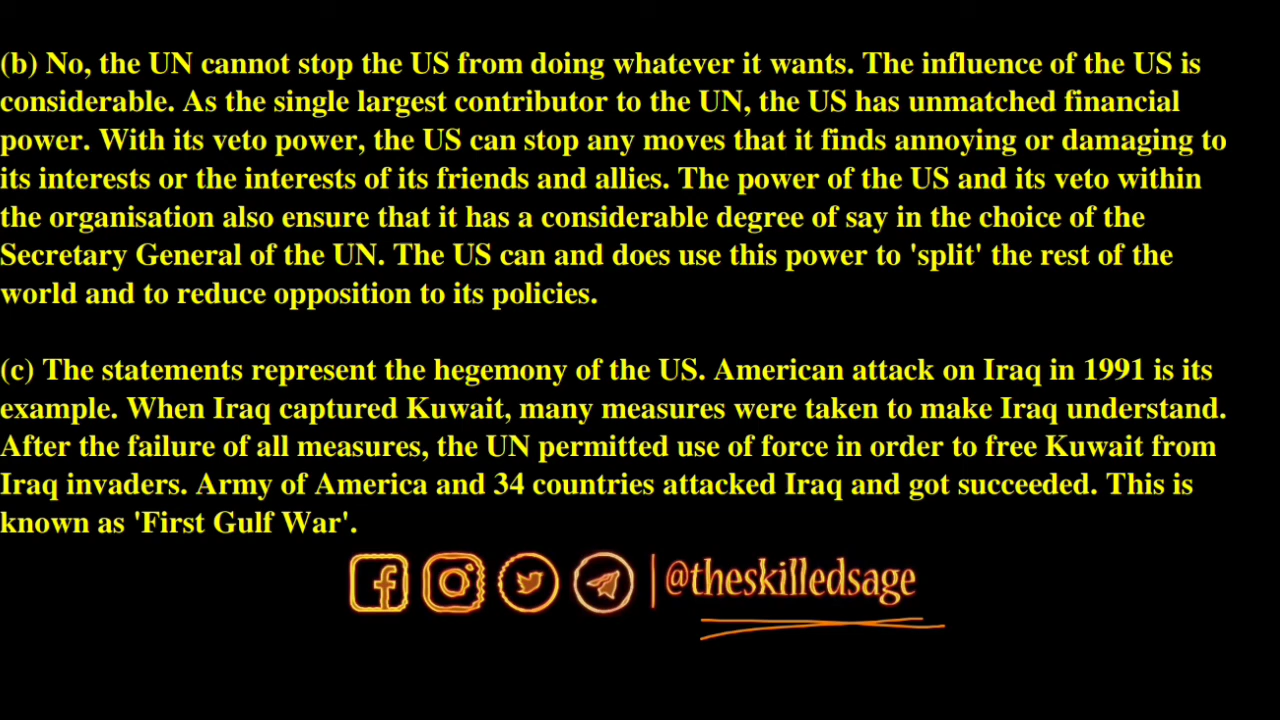 (b) No, the UN cannot stop the US from doing whatever it wants. The influence of the US is
considerable. As the single largest contributor to the UN, the US has unmatched financial
power. With its veto power, the US can stop any moves that it finds annoying or damaging to
its interests or the interests of its friends and allies. The power of the US and its veto within
the organisation also ensure that it has a considerable degree of say in the choice of the
Secretary General of the UN. The US can and does use this power to 'split' the rest of the
world and to reduce opposition to its policies.
(c) The statements represent the hegemony of the US. American attack on Iraq in 1991 is its
example. When Iraq captured Kuwait, many measures were taken to make Iraq understand.
After the failure of all measures, the UN permitted use of force in order to free Kuwait from
Iraq invaders. Army of America and 34 countries attacked Iraq and got succeeded. This is
known as 'First Gulf War'.
@theskilledsage